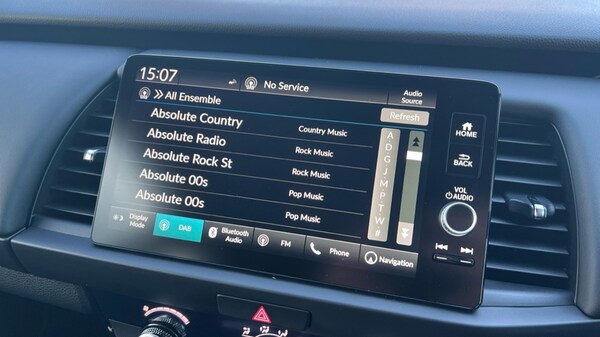 15:07
No Service
Audio
Source
All Ensemble
Refresh
Absolute Country
Country Music
Absolute Radio
Rock Music
Absolute Rock St
Rock Music
Absolute 00s
Pop Music
Absolute 00s
Pop Music
A
D
G
J
M
P
T
W
#
HOME
BACK
VOL
AUDIO
Display
Mode
DAB
Bluetooth
Audio
FM
Phone
Navigation